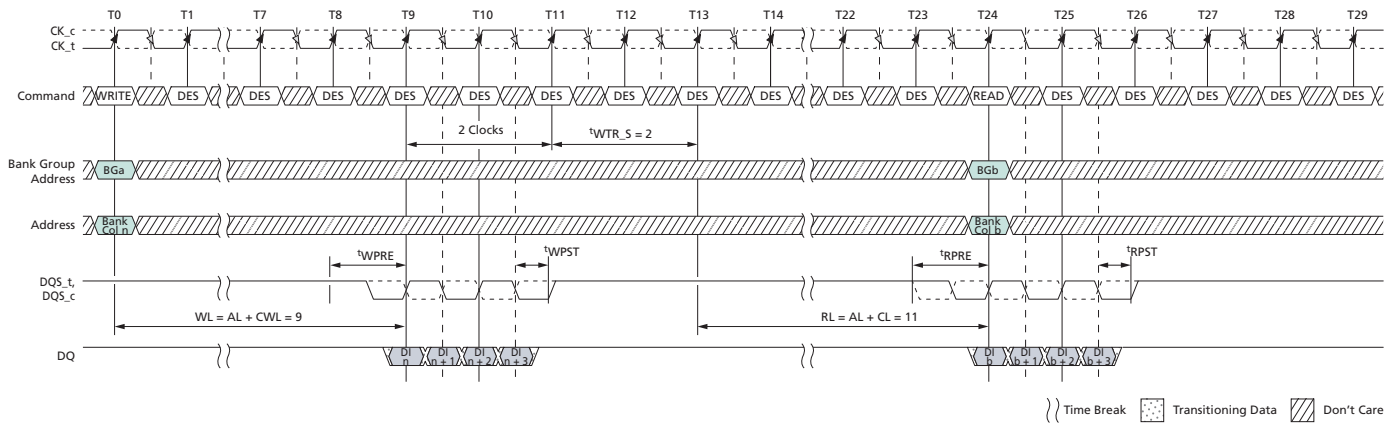 T0 T1 T7 T8 T9 T10 T11 T12 T13 T14 T22 T23 T24 T25 T26 T27 T28 T29
CK_c
CK_t
Command WRITE DES DES DES DES DES DES DES DES DES DES DES READ DES DES DES DES DES
2 Clocks tWTR_S = 2
Bank Group
Address BGa BGb
Address Bank
Col n Bank
Col b
tWPRE tWPST tRPRE tRPST
DQS_t,
DQS_c
WL = AL + CWL = 9 RL = AL + CL = 11
DQ DI
n DI
n + 1 DI
n + 2 DI
n + 3 DI
b DI
b + 1 DI
b + 2 DI
b + 3
Time Break Transitioning Data Don't Care